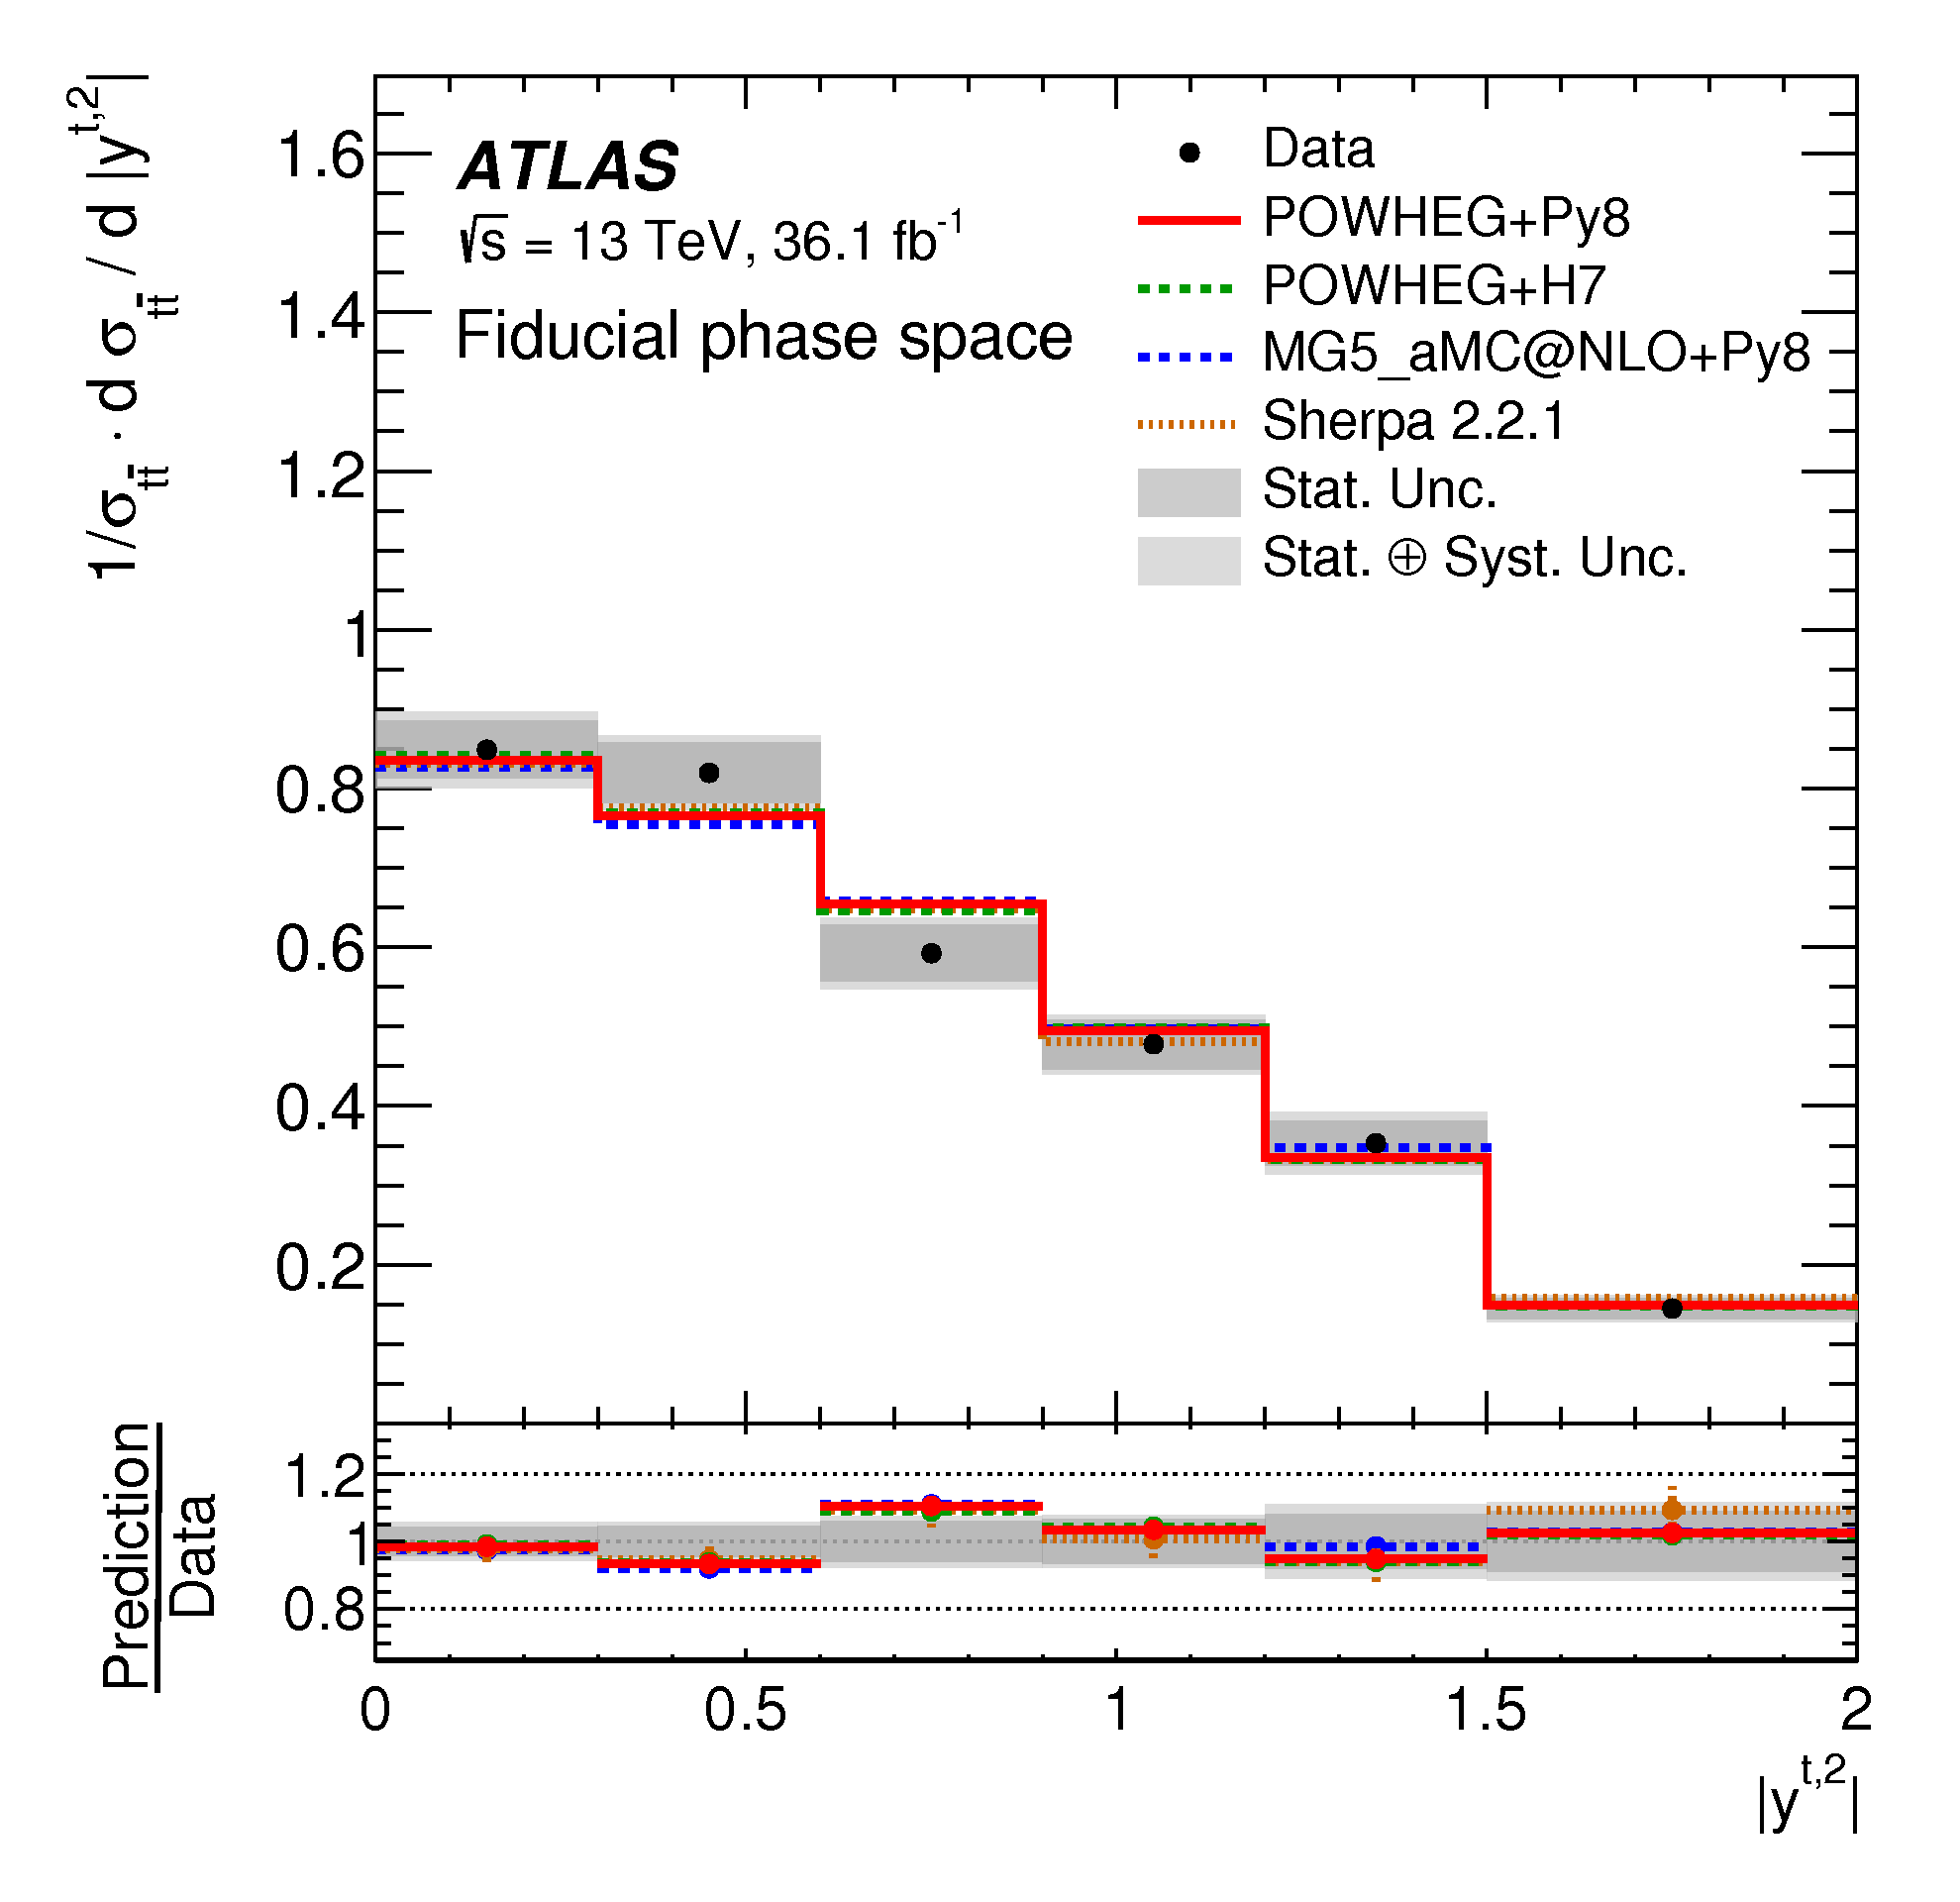 1/σtt̄ · d σtt̄ / d |y^t,2|
1.6
1.4
1.2
1
0.8
0.6
0.4
0.2
ATLAS
√s = 13 TeV, 36.1 fb⁻¹
Fiducial phase space
Data
POWHEG+Py8
POWHEG+H7
MG5_aMC@NLO+Py8
Sherpa 2.2.1
Stat. Unc.
Stat. ⊕ Syst. Unc.
Prediction
Data
1.2
1
0.8
0 0.5 1 1.5 2
|y^t,2|